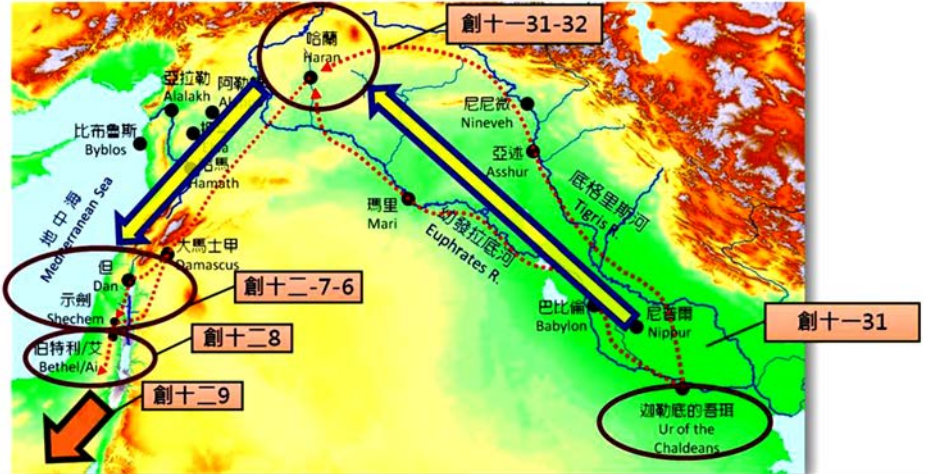 創十一31-32
哈蘭
Haran
亞拉勒
Alalakh
阿勒
比布魯斯
Byblos
尼尼微
Nineveh
亞述
Asshur
Hamath
底格里斯河
Tigris R.
瑪里
Mari
幼發拉底河
Euphrates R.
地中海
Mediterranean Sea
大馬士甲
Damascus
但
Dan
創十二-7-6
示劍
Shechem
巴比倫
Babylon
尼普爾
Nippur
創十一31
創十二8
伯特利/艾
Bethel/Ai
創十二9
迦勒底的吾珥
Ur of the
Chaldeans